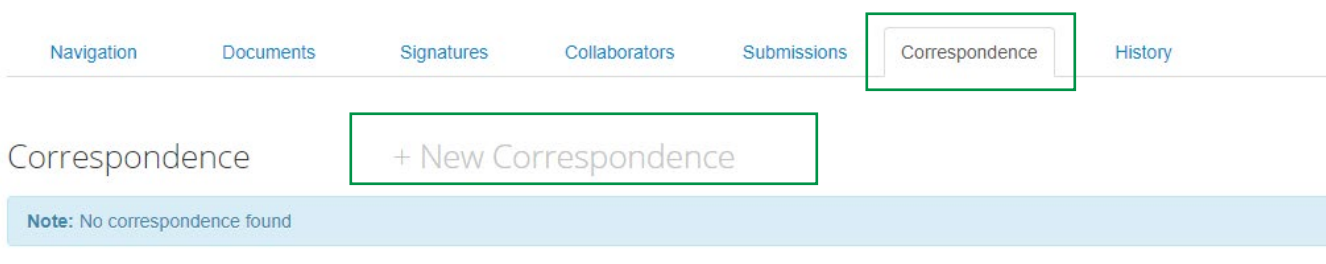 Navigation Documents Signatures Collaborators Submissions Correspondence History
Correspondence + New Correspondence
Note: No correspondence found